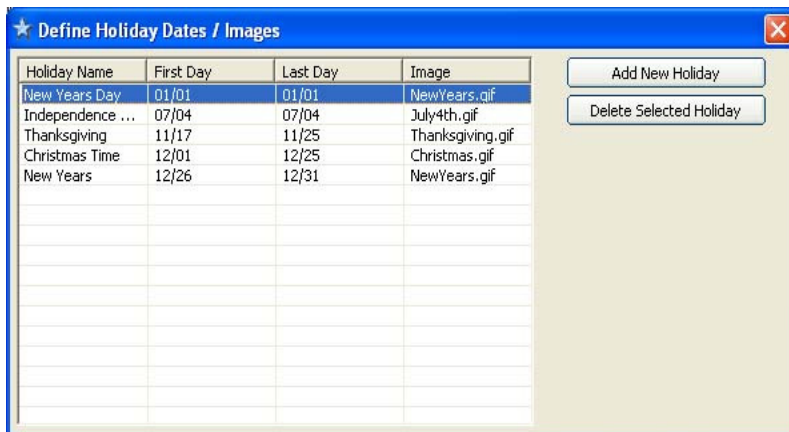 Define Holiday Dates / Images
Holiday Name First Day Last Day Image
New Years Day 01/01 01/01 NewYears.gif
Independence ... 07/04 07/04 July4th.gif
Thanksgiving 11/17 11/25 Thanksgiving.gif
Christmas Time 12/01 12/25 Christmas.gif
New Years 12/26 12/31 NewYears.gif
Add New Holiday
Delete Selected Holiday